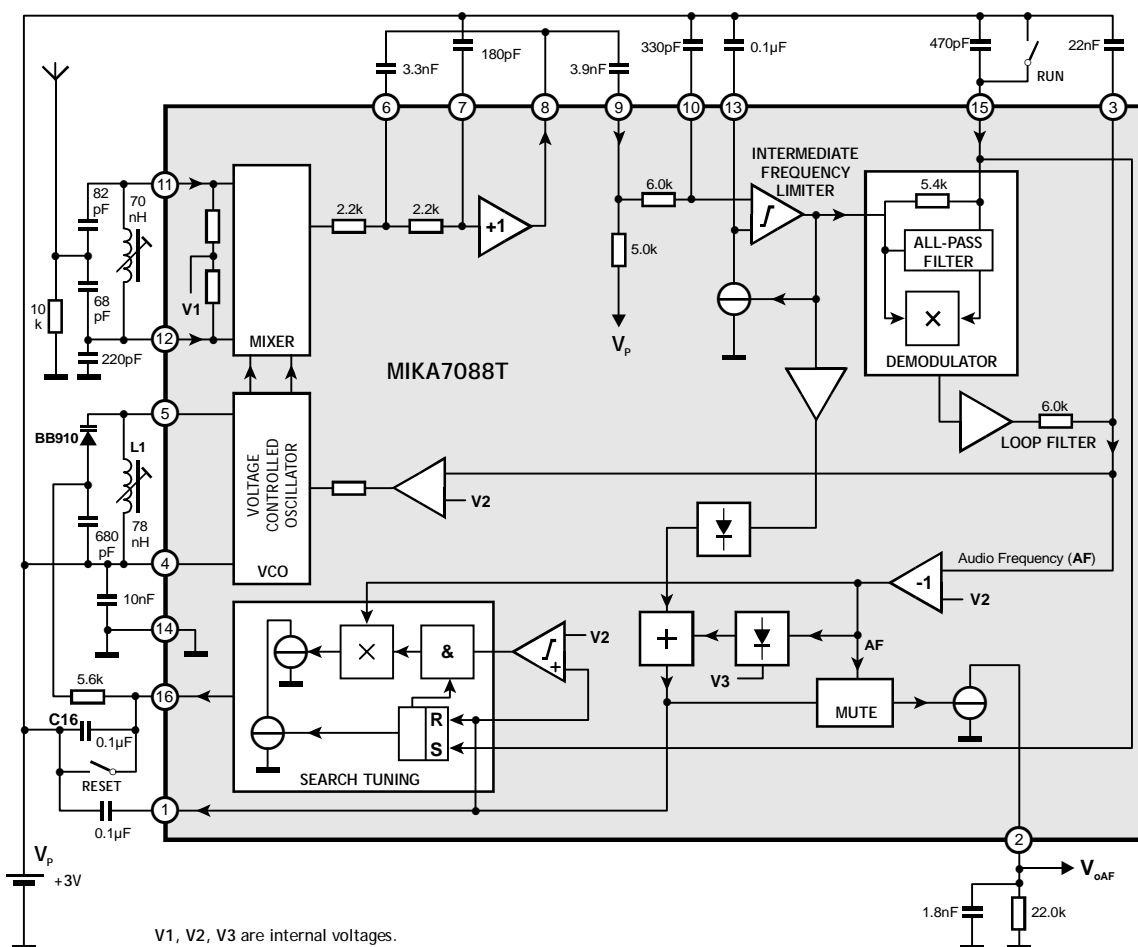 180pF
330pF
0.1µF
470pF
22nF
3.3nF
3.9nF
RUN
6
7
8
9
10
13
15
3
INTERMEDIATE
FREQUENCY
LIMITER
11
82
pF
70
nH
2.2k
2.2k
+1
6.0k
5.4k
ALL-PASS
FILTER
5.0k
V1
68
pF
10
k
12
MIXER
220pF
VP
×
DEMODULATOR
MIKA7088T
5
BB910
L1
VOLTAGE
CONTROLLED
OSCILLATOR
6.0k
LOOP FILTER
V2
680
pF
78
nH
4
VCO
Audio Frequency (AF)
-1
V2
10nF
14
×
&
V2
+
+
AF
V3
5.6k
16
MUTE
C16
0.1µF
R
S
RESET
SEARCH TUNING
1
0.1µF
2
VP
+3V
VoAF
1.8nF
22.0k
V1, V2, V3 are internal voltages.